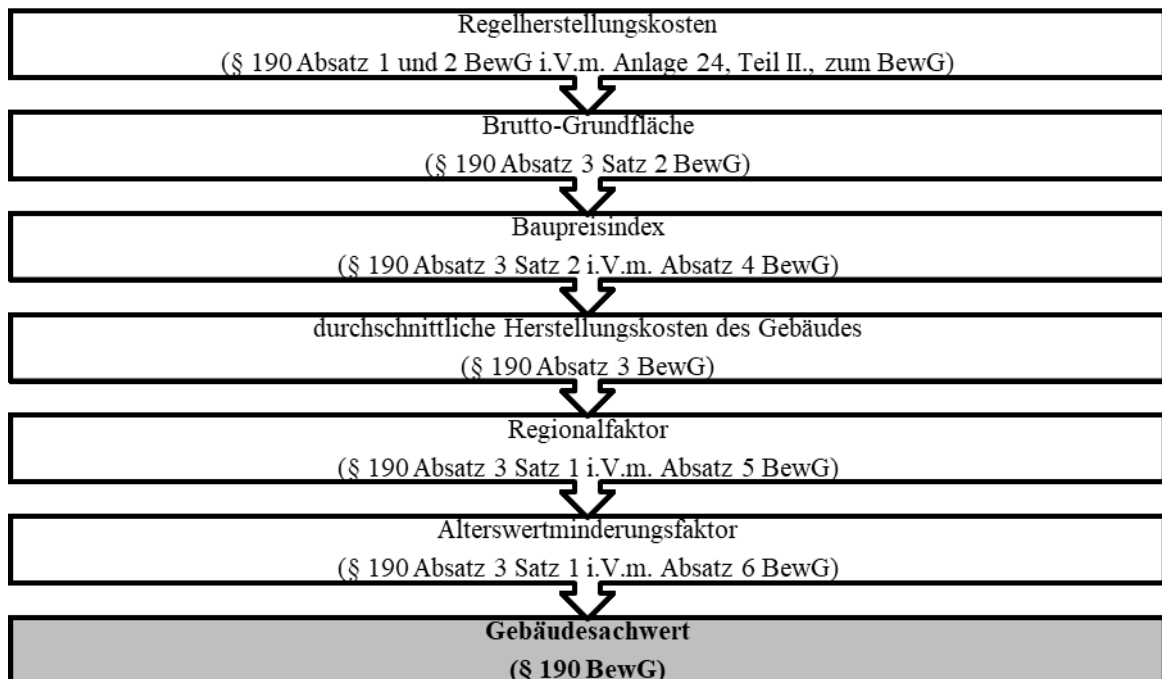 Regelherstellungskosten
(§ 190 Absatz 1 und 2 BewG i.V.m. Anlage 24, Teil II., zum BewG)
Brutto-Grundfläche
(§ 190 Absatz 3 Satz 2 BewG)
Baupreisindex
(§ 190 Absatz 3 Satz 2 i.V.m. Absatz 4 BewG)
durchschnittliche Herstellungskosten des Gebäudes
(§ 190 Absatz 3 BewG)
Regionalfaktor
(§ 190 Absatz 3 Satz 1 i.V.m. Absatz 5 BewG)
Alterswertminderungsfaktor
(§ 190 Absatz 3 Satz 1 i.V.m. Absatz 6 BewG)
Gebäudesachwert
(§ 190 BewG)